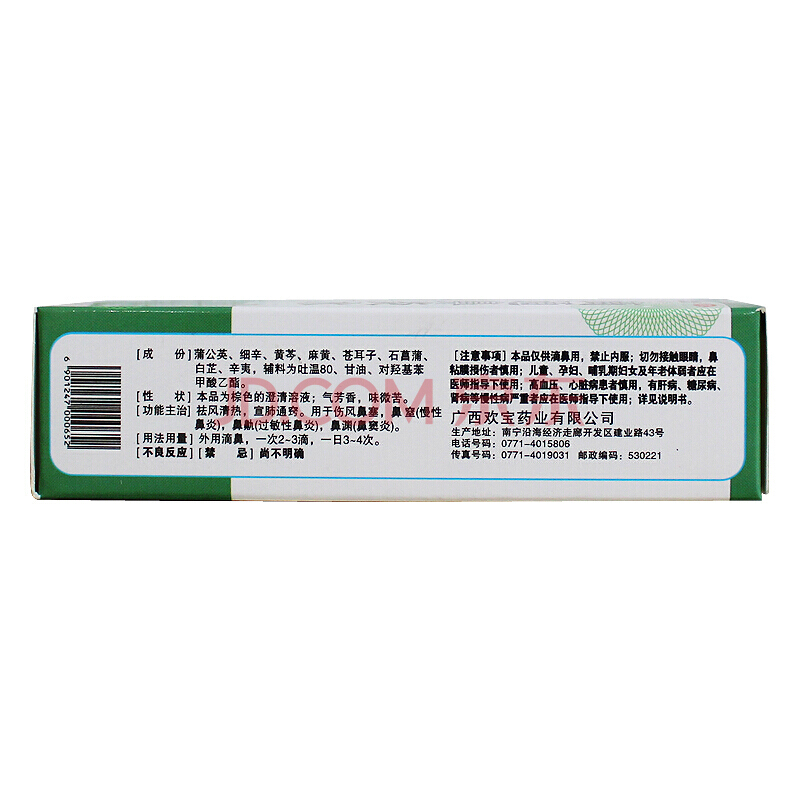 [成 份] 蒲公英、细辛、黄芩、麻黄、苍耳子、石菖蒲、
白芷、辛夷，辅料为吐温80、甘油、对羟基苯
甲酸乙酯。
[性 状] 本品为棕色的澄清溶液；气芳香，味微苦。
[功能主治] 祛风清热，宣肺通窍。用于伤风鼻塞，鼻窒(慢性
鼻炎)，鼻鼽(过敏性鼻炎)，鼻渊(鼻窦炎)。
[用法用量] 外用滴鼻，一次2-3滴，一日3~4次。
[不良反应] [禁 忌] 尚不明确
[注意事项] 本品仅供滴鼻用，禁止内服；切勿接触眼睛，鼻
粘膜损伤者慎用；儿童、孕妇、哺乳期妇女及年老体弱者应在
医师指导下使用；高血压、心脏病患者慎用，有肝病、糖尿病、
肾病等慢性病严重者应在医师指导下使用；详见说明书。
广西欢宝药业有限公司
生产地址：南宁沿海经济走廊开发区建业路43号
电话号码：0771-4015806
传真号码：0771-4019031 邮政编码：530221
6 901247 000652
JD.COM 京东